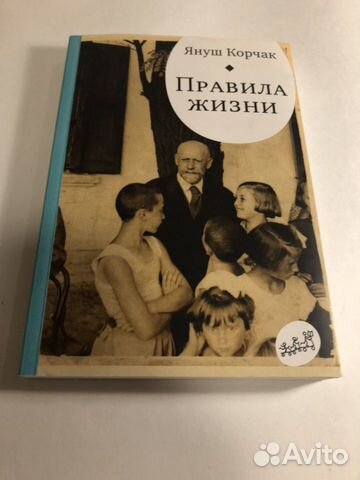 Януш Корчак
Правила
жизни
Avito